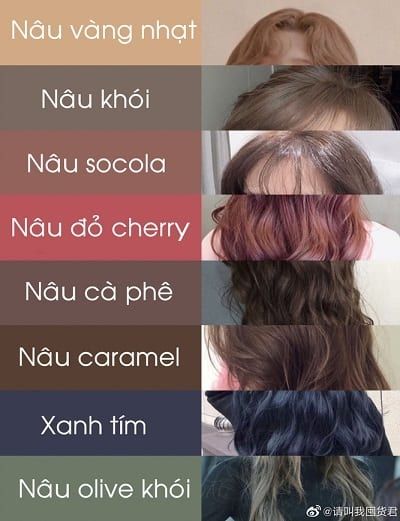 Nâu vàng nhạt
Nâu khói
Nâu socola
Nâu đỏ cherry
Nâu cà phê
Nâu caramel
Xanh tím
Nâu olive khói
@请叫我囤货君